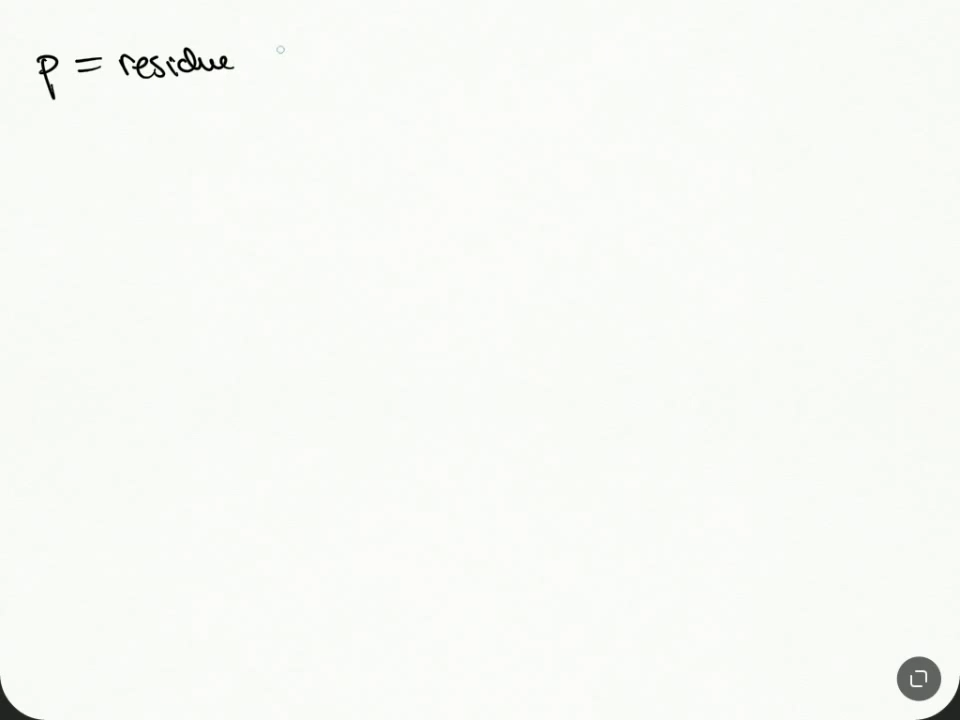 p = residue